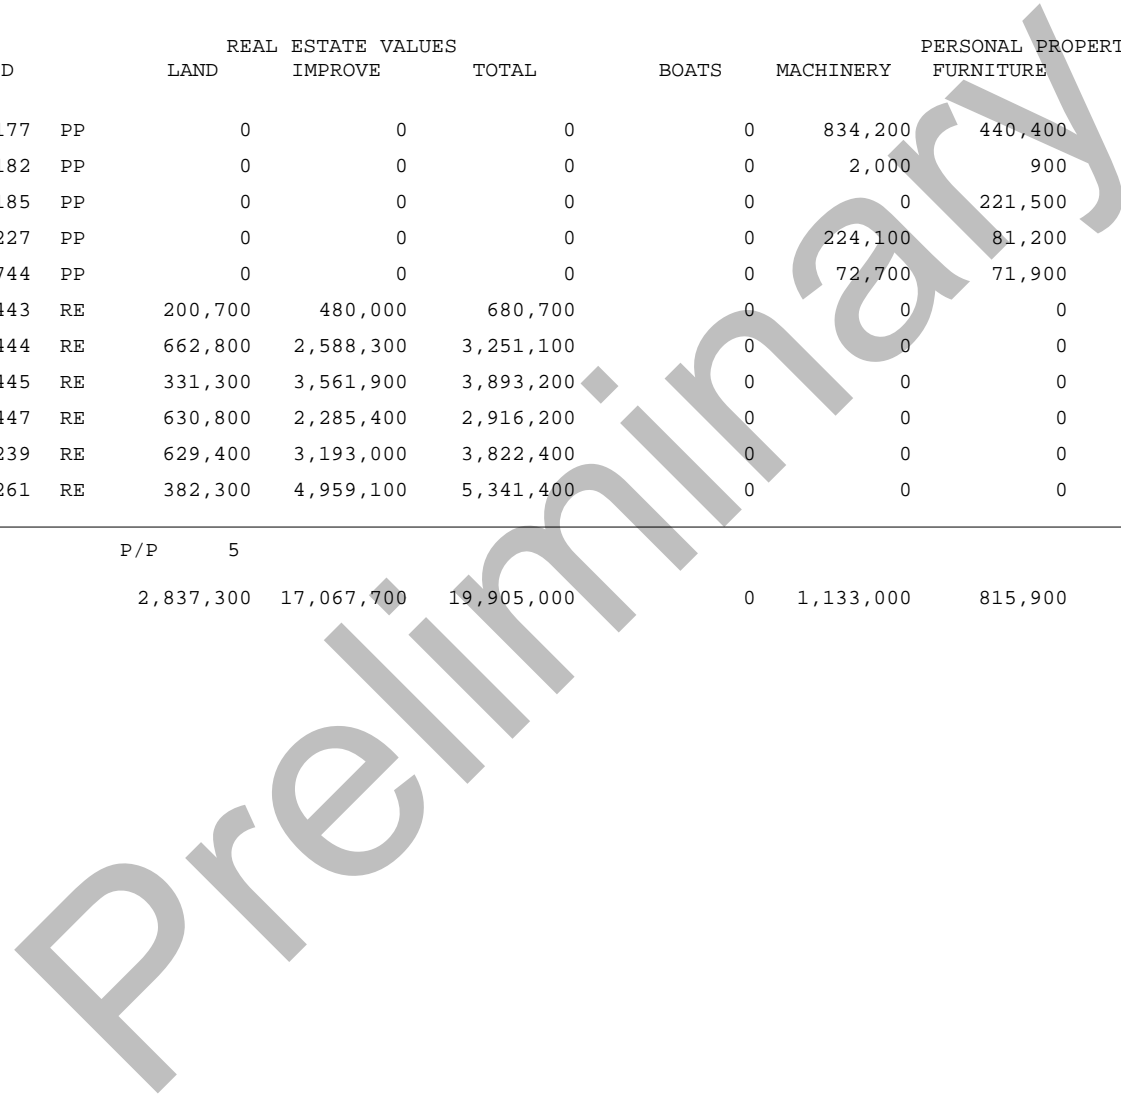 REAL ESTATE VALUES PERSONAL PROPERT
D LAND IMPROVE TOTAL BOATS MACHINERY FURNITURE
177 PP 0 0 0 0 834,200 440,400
182 PP 0 0 0 0 2,000 900
185 PP 0 0 0 0 0 221,500
227 PP 0 0 0 0 224,100 81,200
744 PP 0 0 0 0 72,700 71,900
443 RE 200,700 480,000 680,700 0 0 0
444 RE 662,800 2,588,300 3,251,100 0 0 0
445 RE 331,300 3,561,900 3,893,200 0 0 0
447 RE 630,800 2,285,400 2,916,200 0 0 0
239 RE 629,400 3,193,000 3,822,400 0 0 0
261 RE 382,300 4,959,100 5,341,400 0 0 0
P/P 5
2,837,300 17,067,700 19,905,000 0 1,133,000 815,900
Preliminary